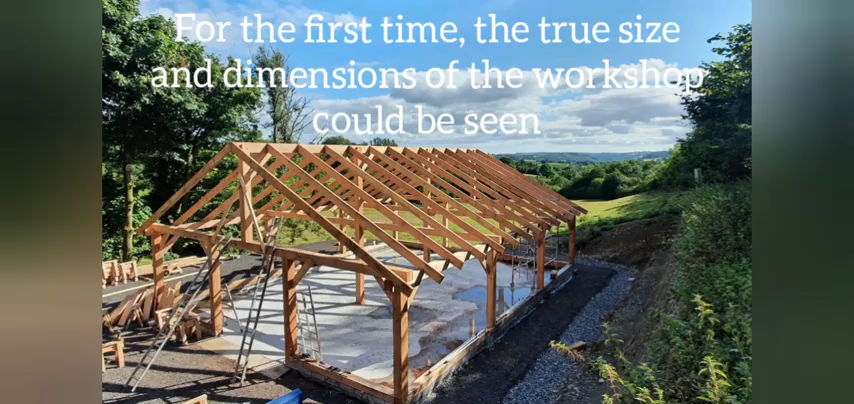 For the first time, the true size
and dimensions of the workshop
could be seen